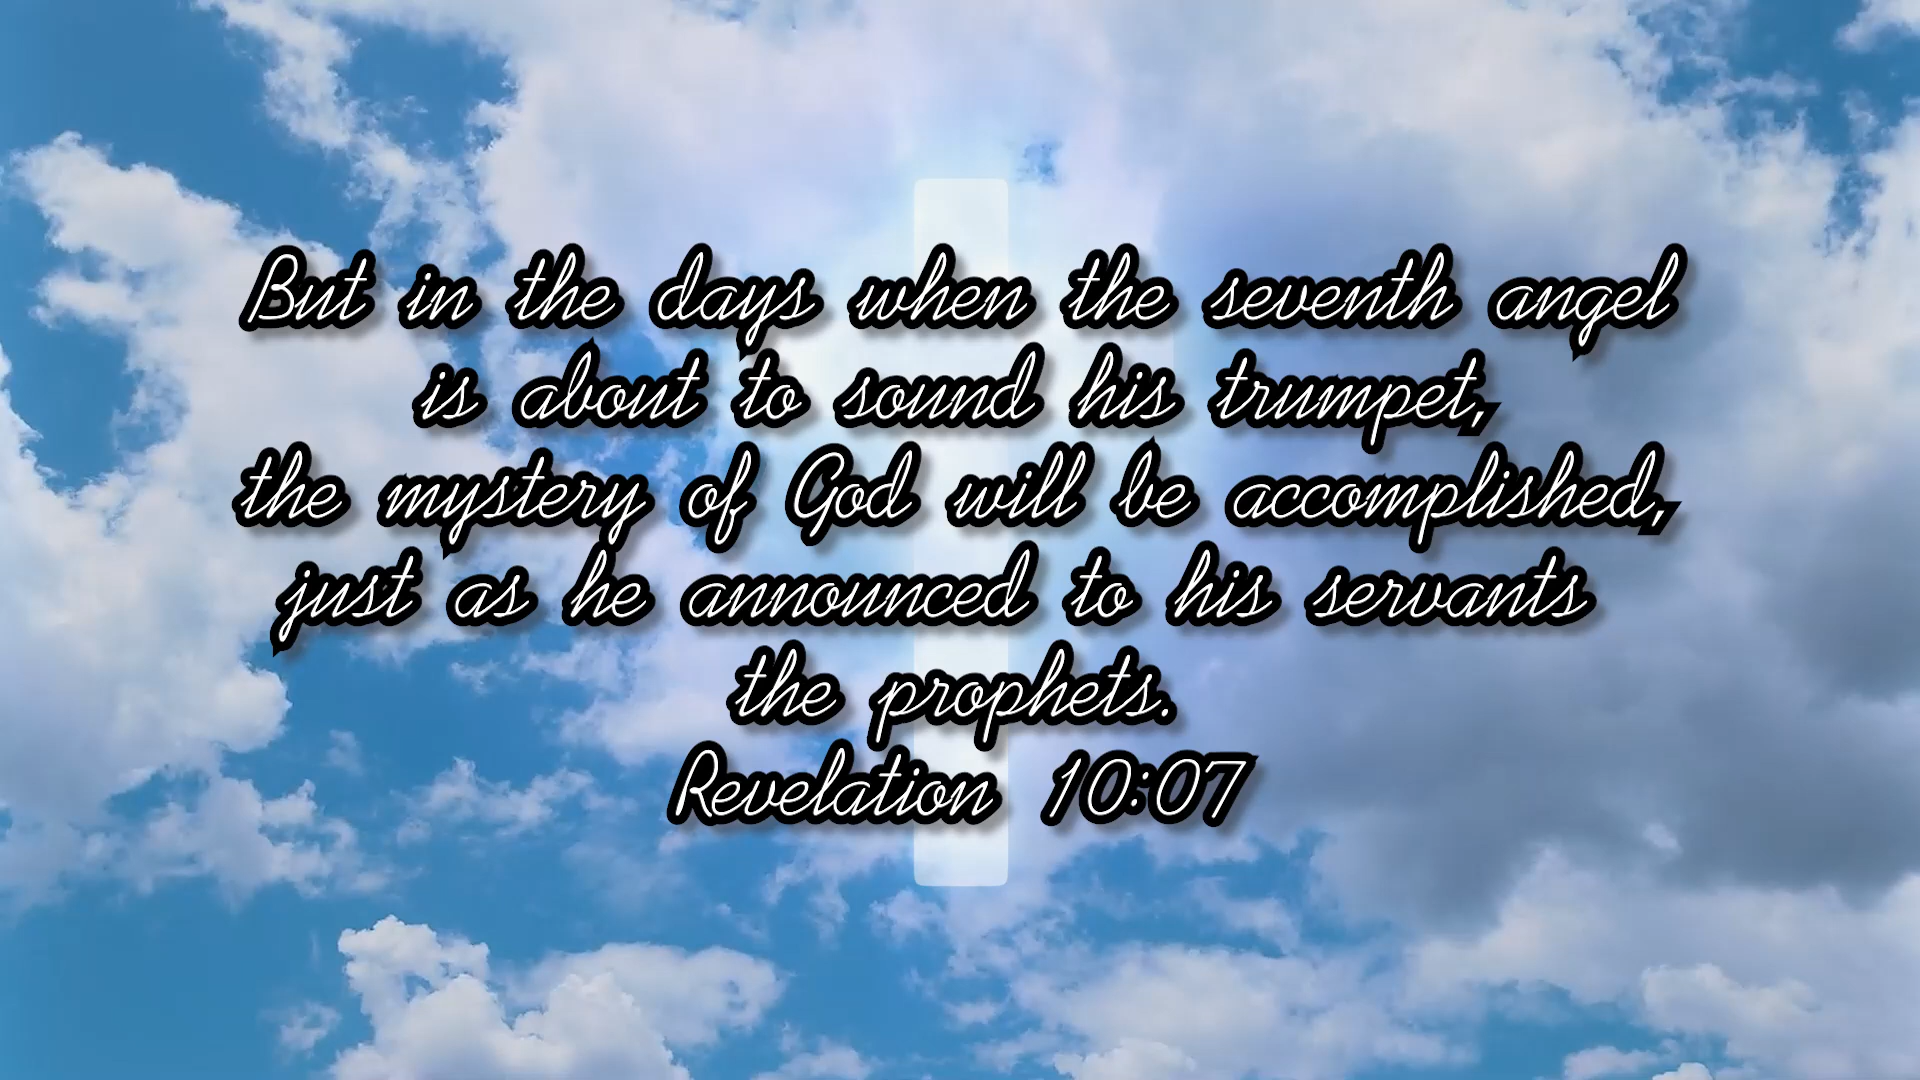 But in the days when the seventh angel
is about to sound his trumpet,
the mystery of God will be accomplished,
just as he announced to his servants
the prophets.
Revelation 10:07